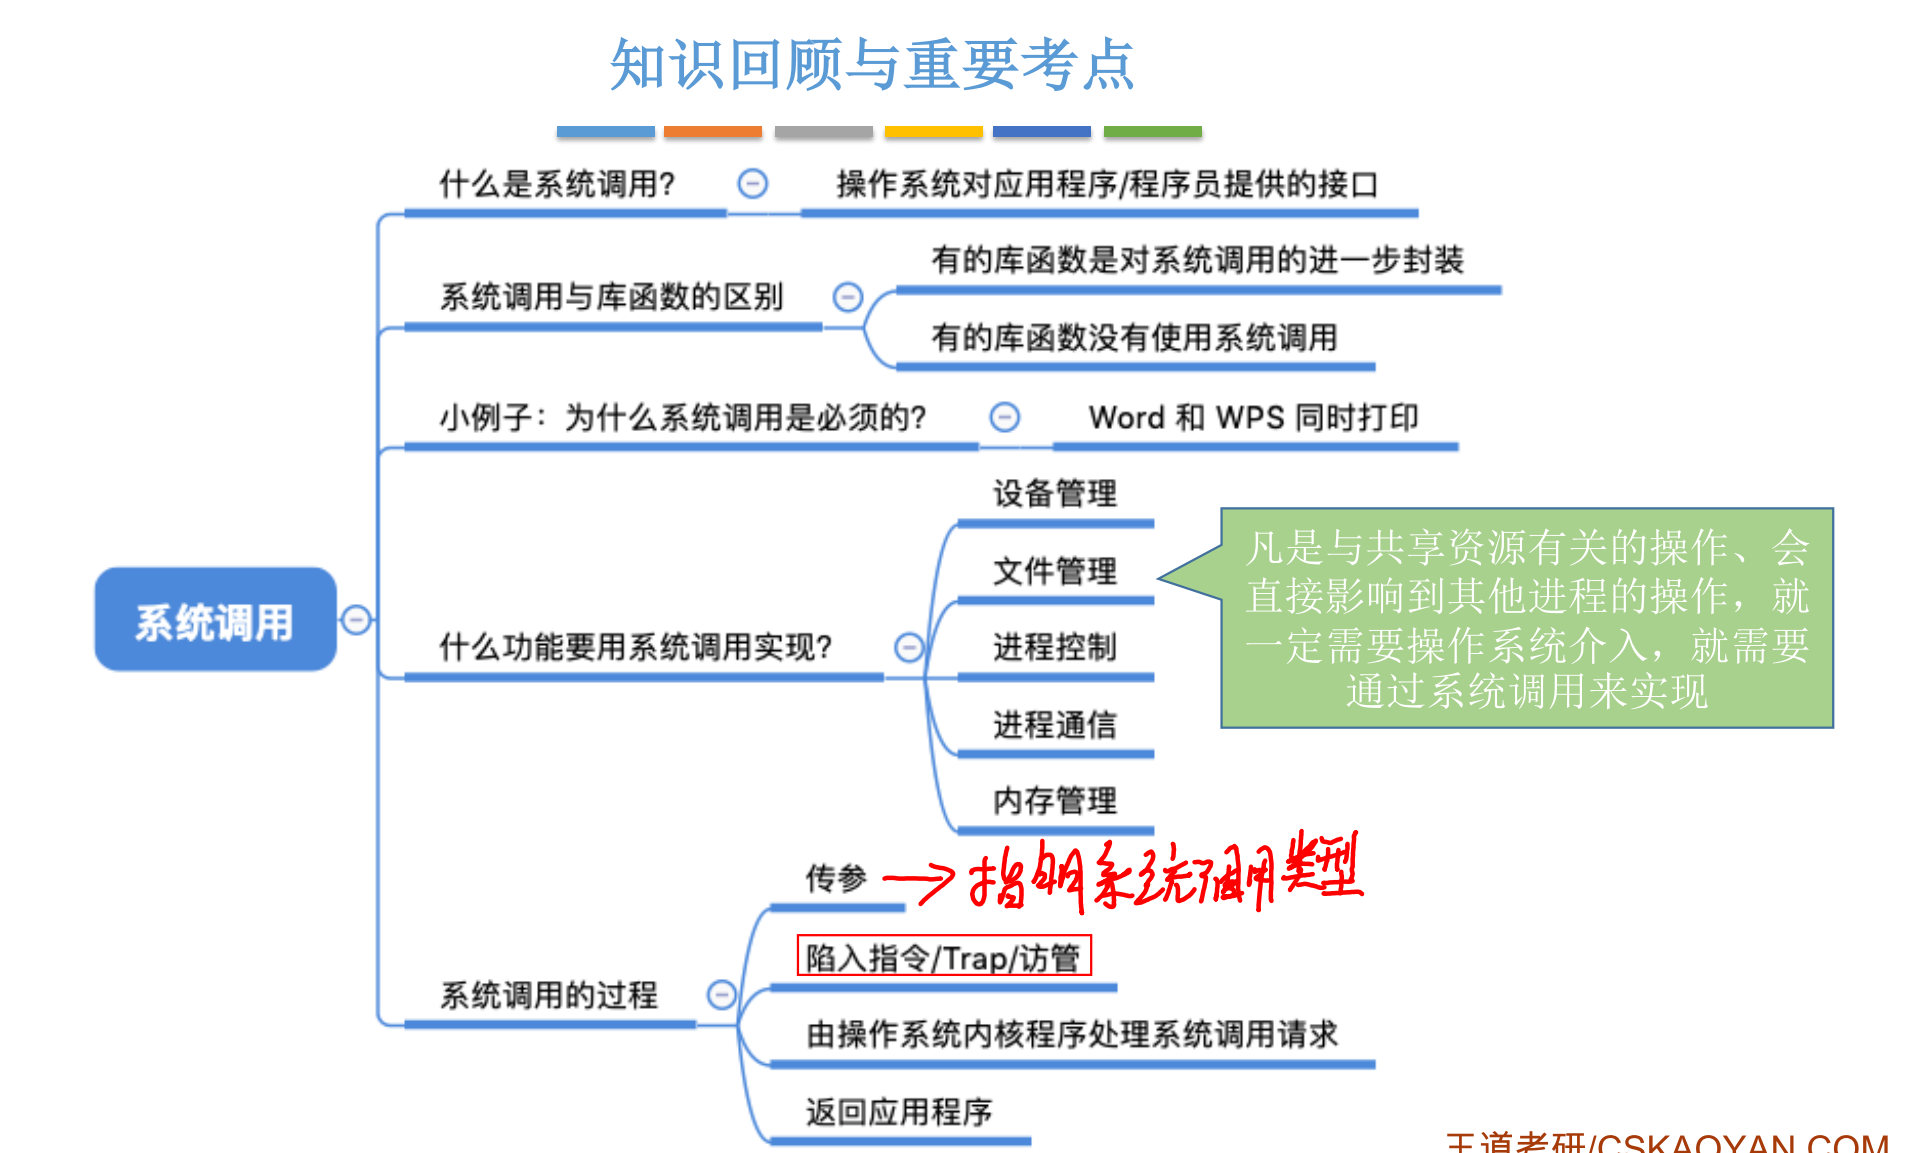 知识回顾与重要考点
什么是系统调用?
操作系统对应用程序/程序员提供的接口
系统调用与库函数的区别
有的库函数是对系统调用的进一步封装
有的库函数没有使用系统调用
小例子：为什么系统调用是必须的?
Word 和 WPS 同时打印
系统调用
什么功能要用系统调用实现?
设备管理
文件管理
进程控制
进程通信
内存管理
凡是与共享资源有关的操作、会
直接影响到其他进程的操作，就
一定需要操作系统介入，就需要
通过系统调用来实现
系统调用的过程
传参
指明系统调用类型
陷入指令/Trap/访管
由操作系统内核程序处理系统调用请求
返回应用程序
王道考研/CSKAOYAN.COM